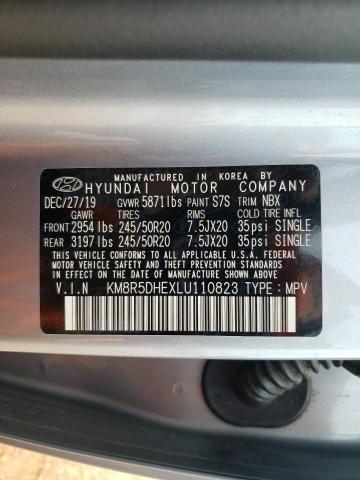 MANUFACTURED IN KOREA BY
HYUNDAI MOTOR COMPANY
DEC/27/19 GVWR 5871lbs PAINT S7S TRIM NBX
GAWR TIRES RIMS COLD TIRE INFL
FRONT 2954 lbs 245/50R20 7.5JX20 35psi SINGLE
REAR 3197 lbs 245/50R20 7.5JX20 35psi SINGLE
THIS VEHICLE CONFORMS TO ALL APPLICABLE U.S.A. FEDERAL MOTOR
VEHICLE SAFETY AND THEFT PREVENTION STANDARDS IN EFFECT
ON THE DATE OF MANUFACTURE SHOWN ABOVE.
V.I.N KM8R5DHEXLU110823 TYPE : MPV